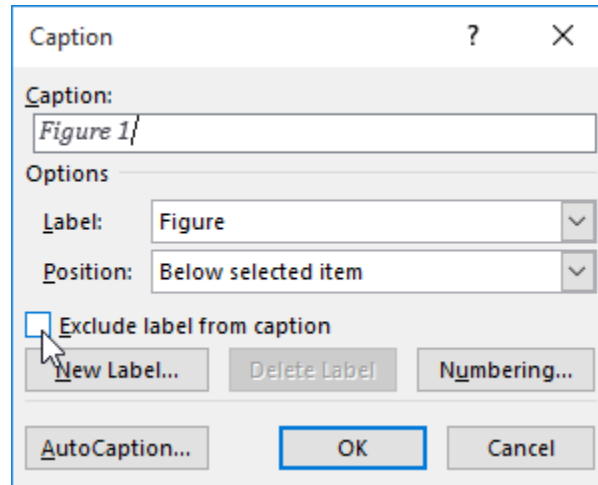 Caption ?
Caption:
Figure 1
Options
Label: Figure
Position: Below selected item
Exclude label from caption
New Label... Delete Label Numbering...
AutoCaption... OK Cancel